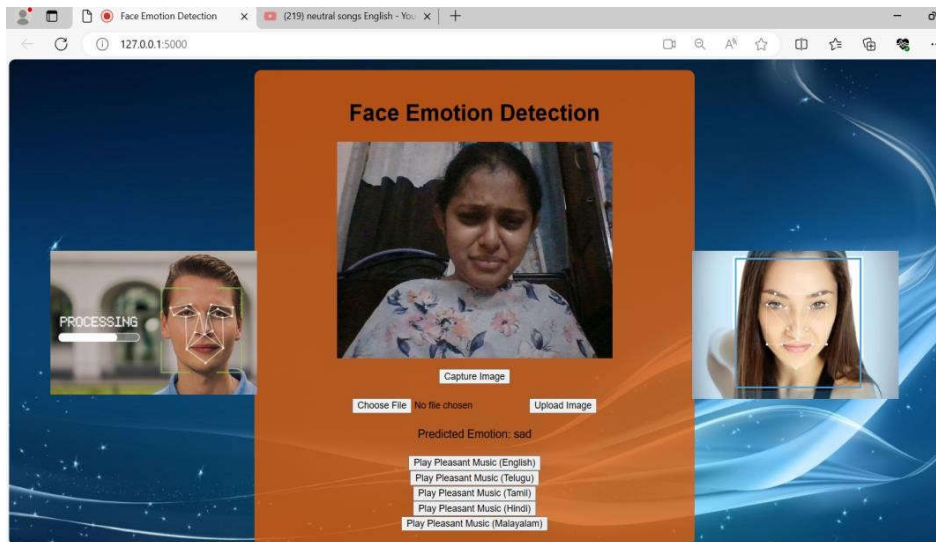 Face Emotion Detection
(219) neutral songs English - You
127.0.0.1:5000
Face Emotion Detection
PROCESSING
Capture Image
Choose File No file chosen Upload Image
Predicted Emotion: sad
Play Pleasant Music (English)
Play Pleasant Music (Telugu)
Play Pleasant Music (Tamil)
Play Pleasant Music (Hindi)
Play Pleasant Music (Malayalam)